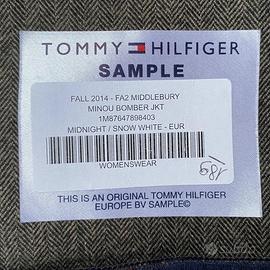 TOMMY HILFIGER
SAMPLE
FALL 2014 - FA2 MIDDLEBURY
MINOU BOMBER JKT
1M87647898403
MIDNIGHT / SNOW WHITE - EUR
WOMENSWEAR
THIS IS AN ORIGINAL TOMMY HILFIGER
EUROPE BV SAMPLE©